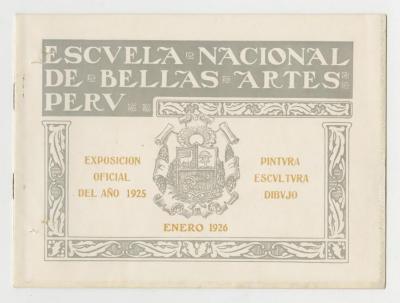 ESCVELA NACIONAL
DE BELLAS ARTES
PERV
EXPOSICION
OFICIAL
DEL AÑO 1925
PINTVRA
ESCVLTVRA
DIBVJO
ENERO 1926